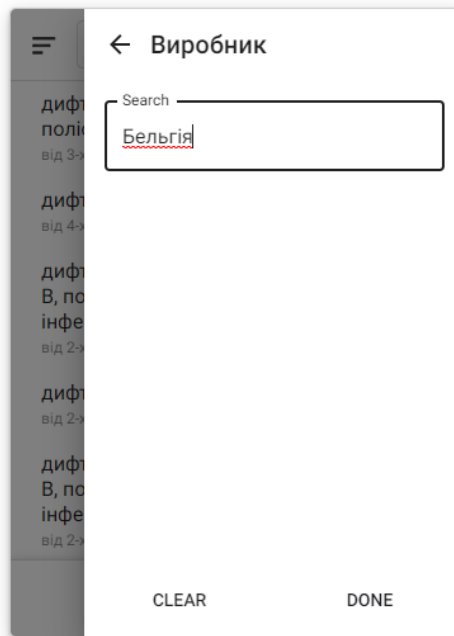 Виробник
Search
Бельгія
дифт
поліо
від 3-х
дифт
від 4-х
дифт
В, по
інфе
від 2-х
дифт
від 2-х
дифт
В, по
інфе
від 2-х
CLEAR
DONE